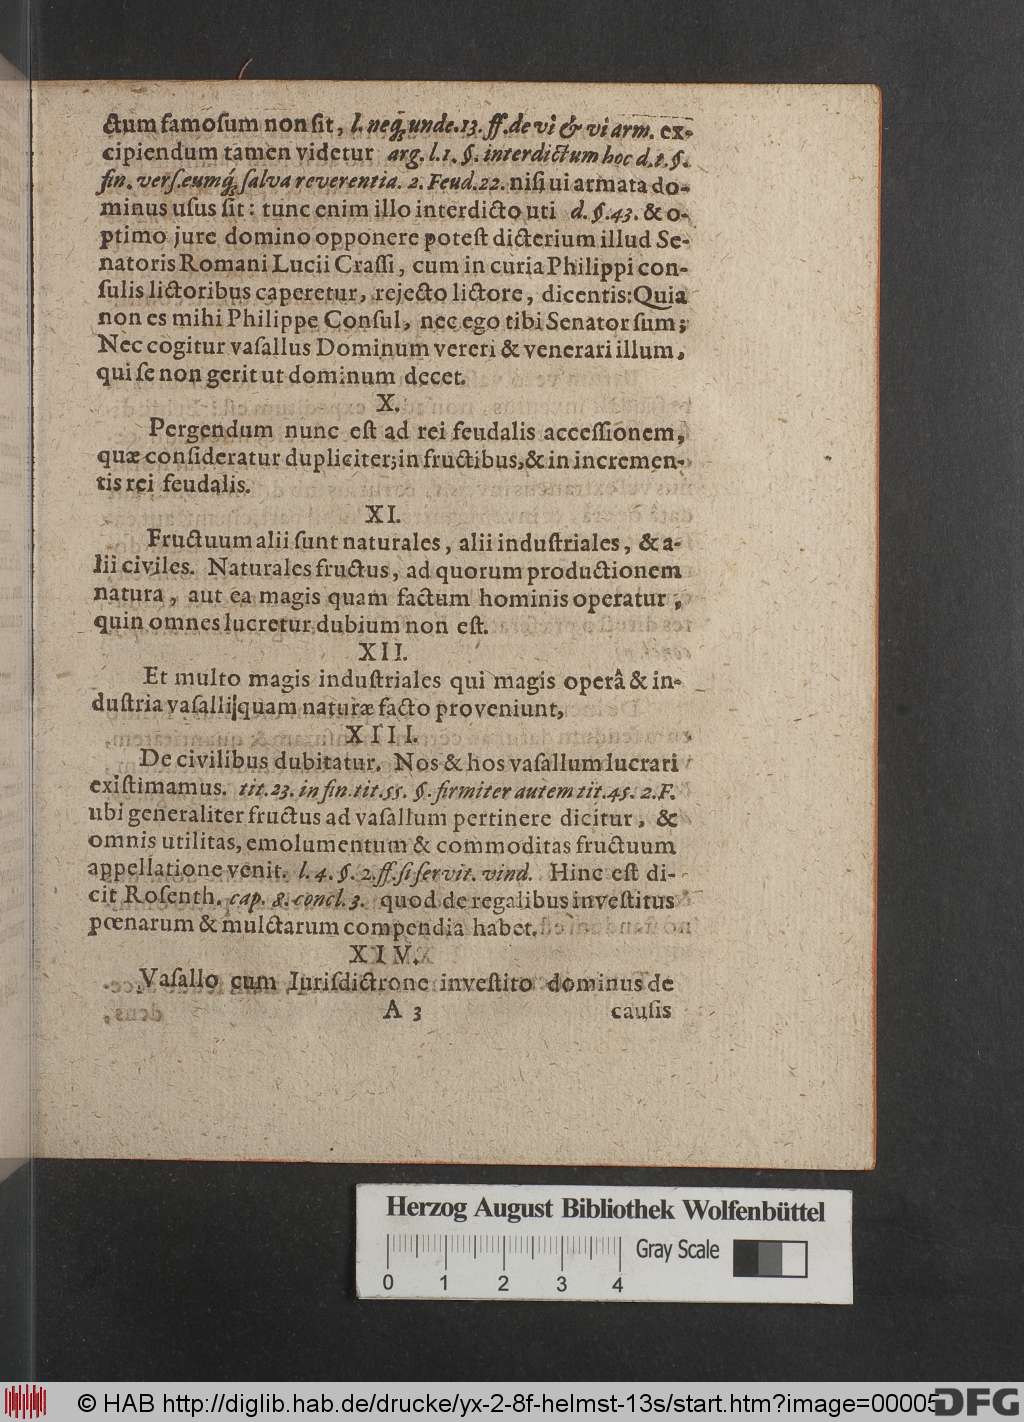 ctum famoſum non ſit, l. neq́; unde. 13. ff. de vi & vi arm. ex-
cipiendum tamen videtur arg. l. 1. §. interdictum hoc d. t. §.
fin. verſ. eumq́; ſalva reverentia. 2. Feud. 22. niſi ui armata do-
minus uſus ſit: tunc enim illo interdicto uti d. §. 43. & o-
ptimo jure domino opponere poteſt dicterium illud Se-
natoris Romani Lucii Craſſi, cum in curia Philippi con-
ſulis lictoribus caperetur, rejecto lictore, dicentis: Quia
non es mihi Philippe Conſul, nec ego tibi Senator ſum;
Nec cogitur vaſallus Dominum vereri & venerari illum,
qui ſe non gerit ut dominum decet.
X.
Pergendum nunc eſt ad rei feudalis acceſſionem,
quæ conſideratur dupliciter; in fructibus, & in incremen-
tis rei feudalis.
XI.
Fructuum alii ſunt naturales, alii induſtriales, & a-
lii civiles. Naturales fructus, ad quorum productionem
natura, aut ea magis quam factum hominis operatur,
quin omnes lucretur dubium non eſt.
XII.
Et multo magis induſtriales qui magis operâ & in-
duſtria vaſalli quam naturæ facto proveniunt,
XIII.
De civilibus dubitatur. Nos & hos vaſallum lucrari
exiſtimamus. tit. 23. in fin. tit. 55. §. firmiter autem tit. 45. 2. F.
ubi generaliter fructus ad vaſallum pertinere dicitur, &
omnis utilitas, emolumentum & commoditas fructuum
appellatione venit. l. 4. §. 2. ff. ſi ſervit. vind. Hinc eſt di-
cit Roſenth. cap. 8. concl. 3. quod de regalibus inveſtitus
pœnarum & mulctarum compendia habet.
XIV.
Vaſallo cum Jurisdictrone inveſtito dominus de
A 3 cauſis
Herzog August Bibliothek Wolfenbüttel
Gray Scale
0 1 2 3 4
© HAB http://diglib.hab.de/drucke/yx-2-8f-helmst-13s/start.htm?image=00005
DFG